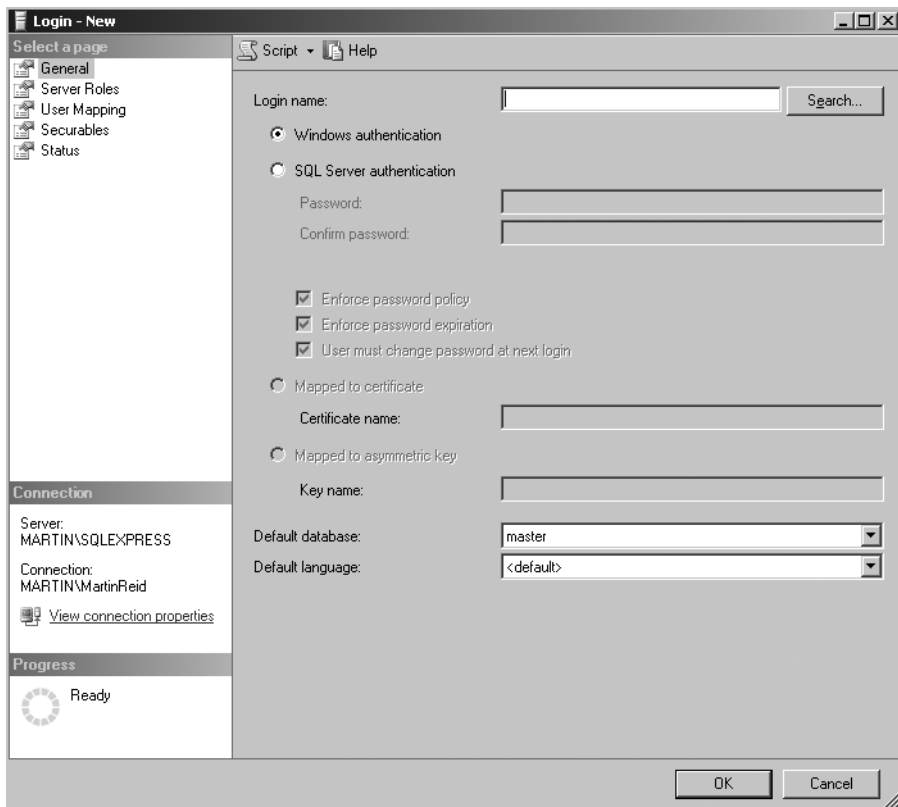 Login - New
Select a page
General
Server Roles
User Mapping
Securables
Status
Script Help
Login name:
Search...
Windows authentication
SQL Server authentication
Password:
Confirm password:
Enforce password policy
Enforce password expiration
User must change password at next login
Mapped to certificate
Certificate name:
Mapped to asymmetric key
Key name:
Default database:
master
Default language:
<default>
Connection
Server:
MARTIN\SQLEXPRESS
Connection:
MARTIN\MartinReid
View connection properties
Progress
Ready
OK
Cancel